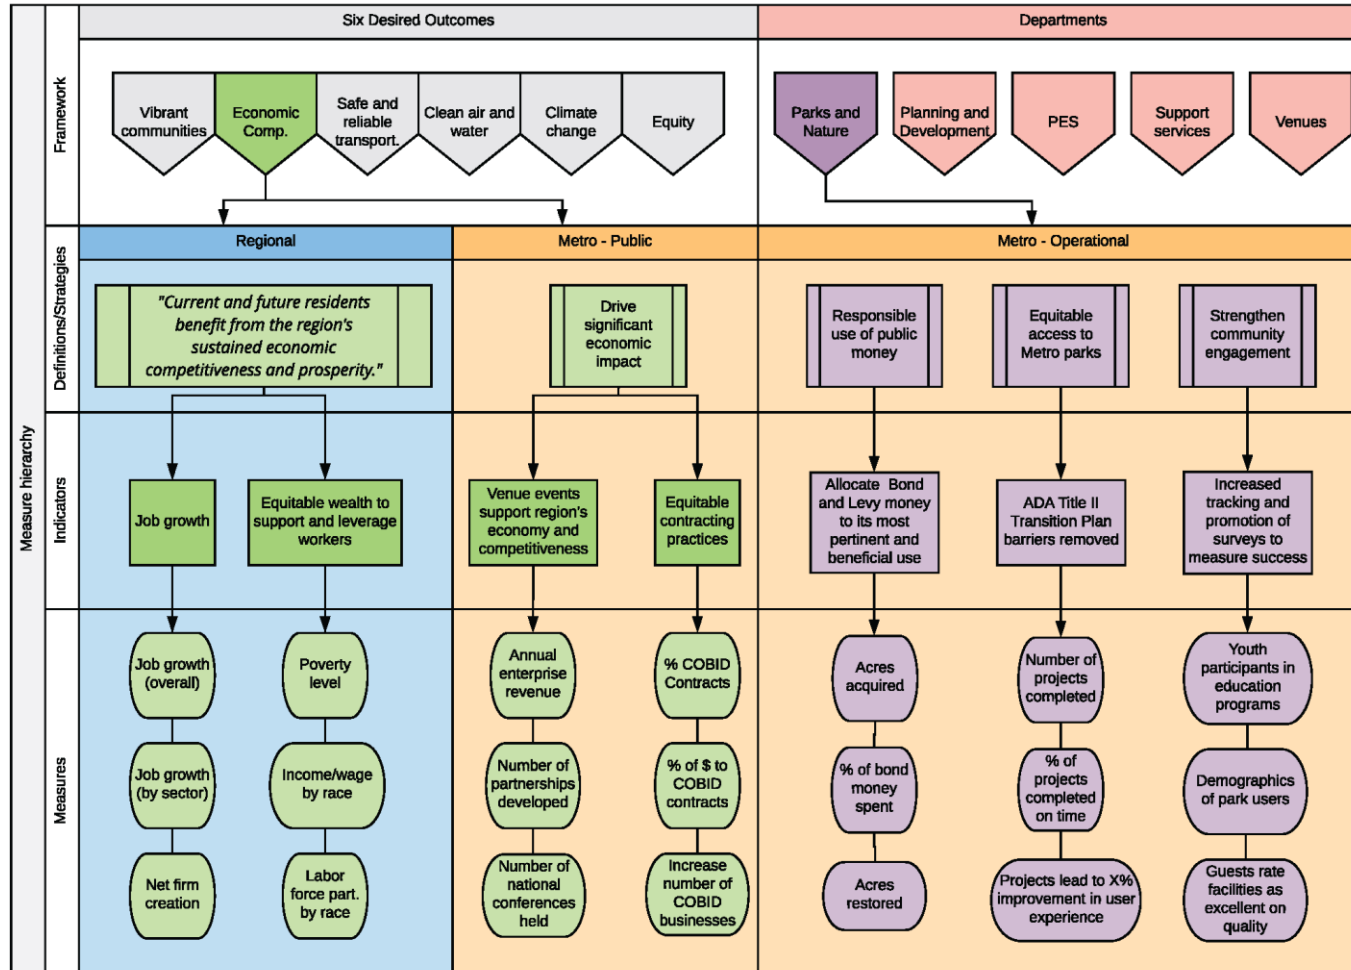 Six Desired Outcomes
Departments
Measure hierarchy
Framework
Vibrant
communities
Economic
Comp.
Safe and
reliable
transport.
Clean air and
water
Climate
change
Equity
Parks and
Nature
Planning and
Development
PES
Support
services
Venues
Regional
Metro - Public
Metro - Operational
Definitions/Strategies
"Current and future residents
benefit from the region's
sustained economic
competitiveness and prosperity."
Drive
significant
economic
impact
Responsible
use of public
money
Equitable
access to
Metro parks
Strengthen
community
engagement
Indicators
Job growth
Equitable wealth to
support and leverage
workers
Venue events
support region's
economy and
competitiveness
Equitable
contracting
practices
Allocate Bond
and Levy money
to its most
pertinent and
beneficial use
ADA Title II
Transition Plan
barriers removed
Increased
tracking and
promotion of
surveys to
measure success
Measures
Job growth
(overall)
Poverty
level
Annual
enterprise
revenue
% COBID
Contracts
Acres
acquired
Number of
projects
completed
Youth
participants in
education
programs
Job growth
(by sector)
Income/wage
by race
Number of
partnerships
developed
% of $ to
COBID
contracts
% of bond
money
spent
% of
projects
completed
on time
Demographics
of park users
Net firm
creation
Labor
force part.
by race
Number of
national
conferences
held
Increase
number of
COBID
businesses
Acres
restored
Projects lead to X%
improvement in user
experience
Guests rate
facilities as
excellent on
quality